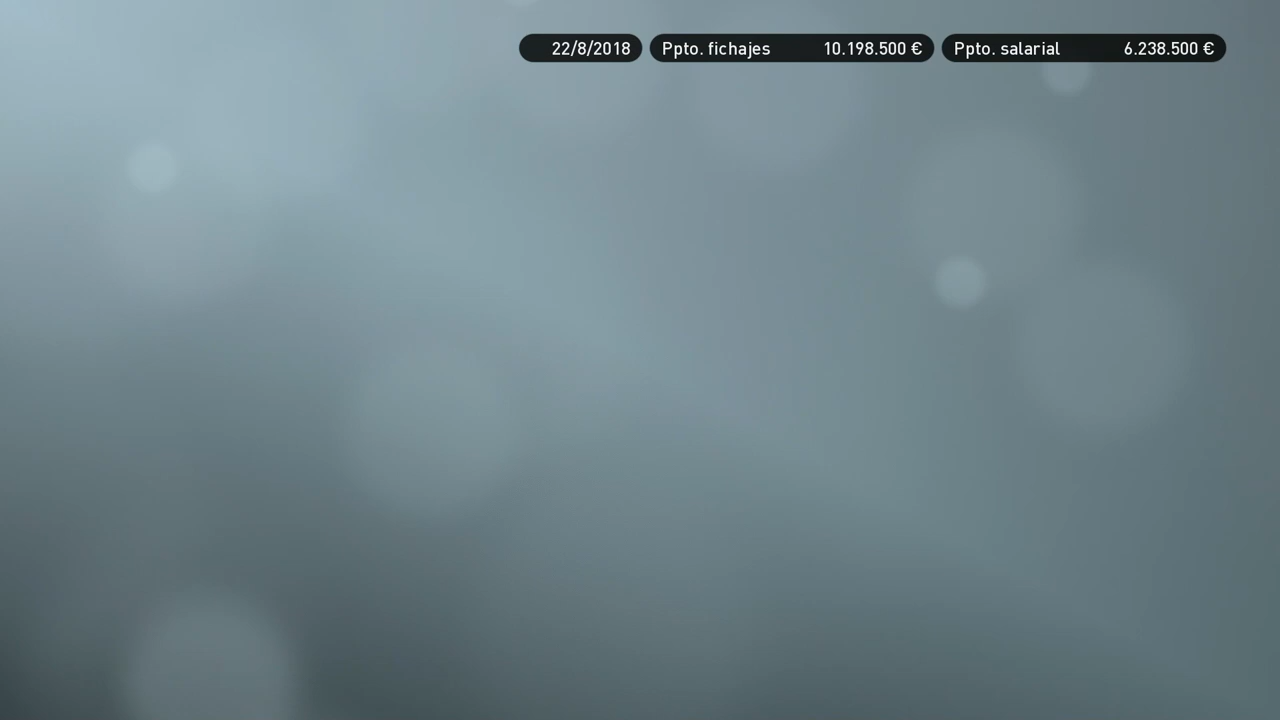 22/8/2018 Ppto. fichajes 10.198.500 € Ppto. salarial 6.238.500 €